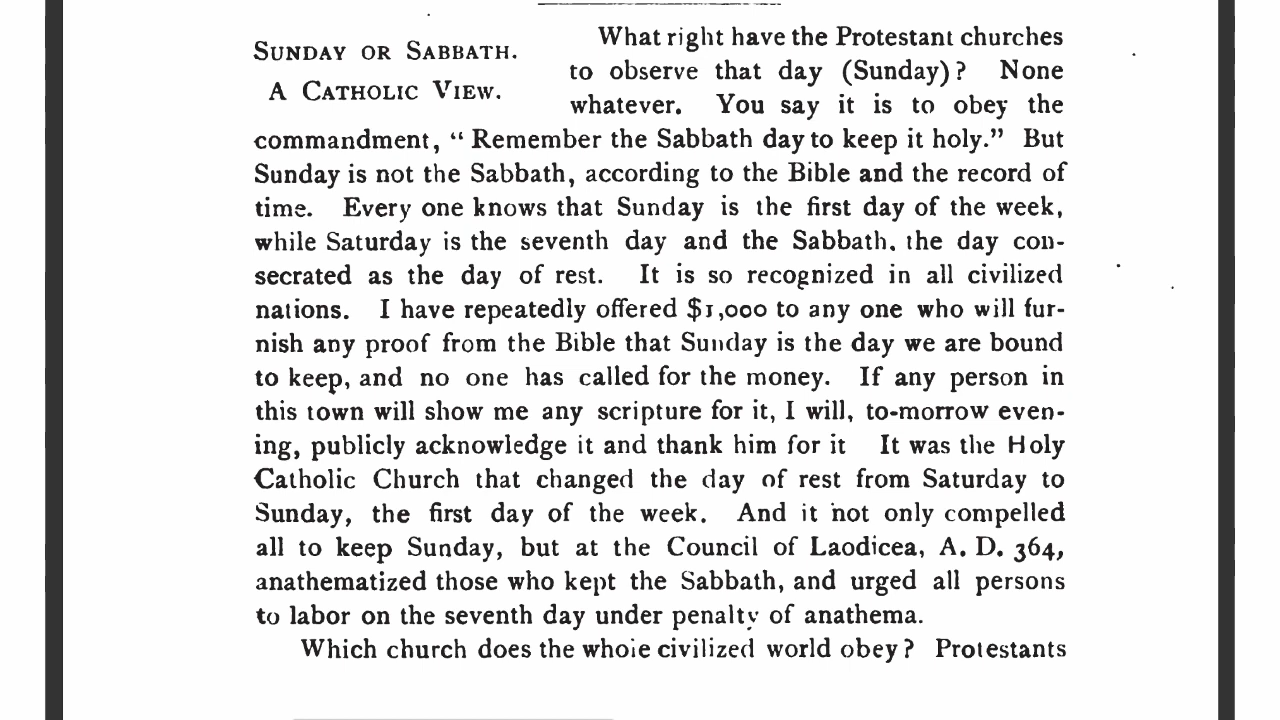 SUNDAY OR SABBATH.
A CATHOLIC VIEW.
What right have the Protestant churches
to observe that day (Sunday)? None
whatever. You say it is to obey the
commandment, “ Remember the Sabbath day to keep it holy.” But
Sunday is not the Sabbath, according to the Bible and the record of
time. Every one knows that Sunday is the first day of the week,
while Saturday is the seventh day and the Sabbath, the day con-
secrated as the day of rest. It is so recognized in all civilized
nations. I have repeatedly offered $1,000 to any one who will fur-
nish any proof from the Bible that Sunday is the day we are bound
to keep, and no one has called for the money. If any person in
this town will show me any scripture for it, I will, to-morrow even-
ing, publicly acknowledge it and thank him for it It was the Holy
Catholic Church that changed the day of rest from Saturday to
Sunday, the first day of the week. And it not only compelled
all to keep Sunday, but at the Council of Laodicea, A. D. 364,
anathematized those who kept the Sabbath, and urged all persons
to labor on the seventh day under penalty of anathema.
Which church does the whole civilized world obey? Protestants